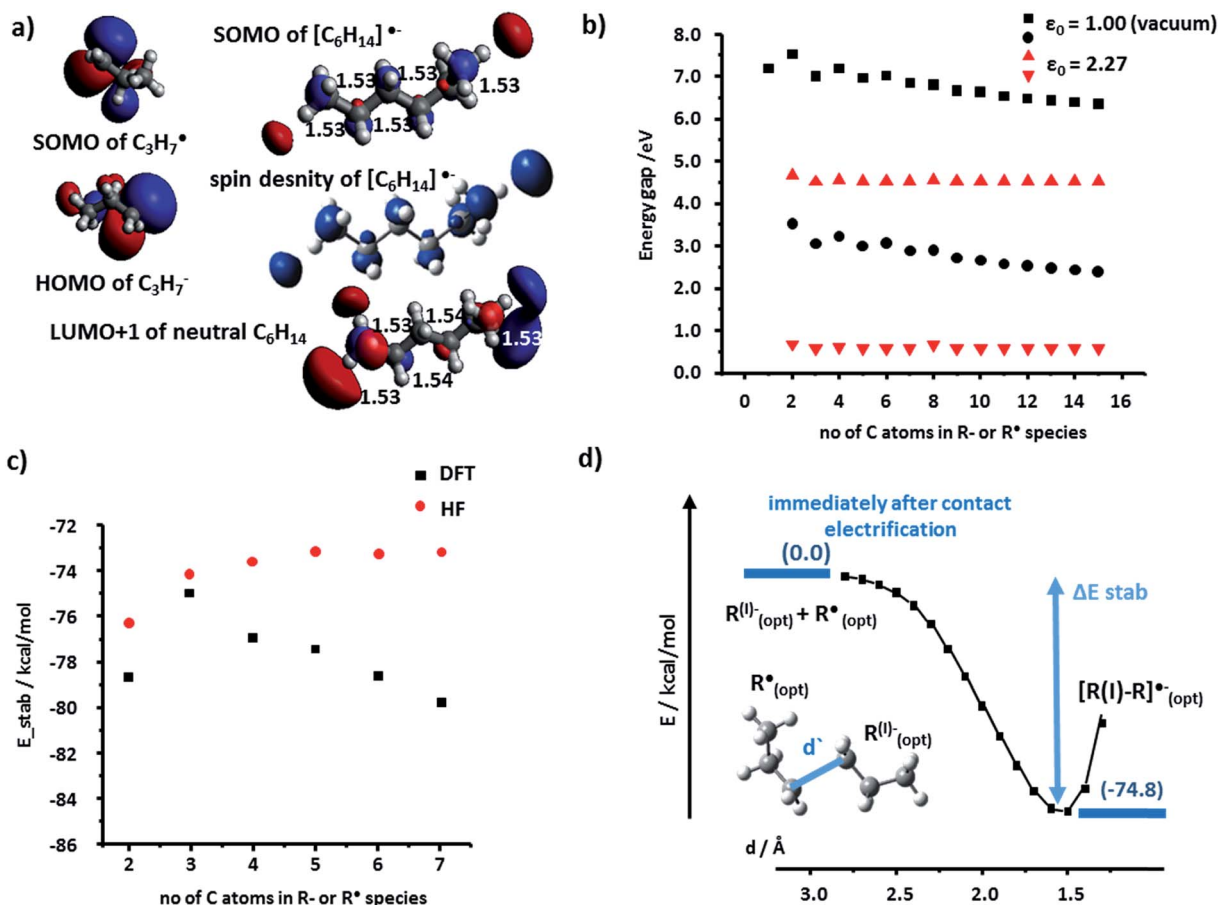 a)
SOMO of [C₆H₁₄]•-
1.53
1.53
1.53
1.53
1.53
SOMO of C₃H₇•
spin desnity of [C₆H₁₄]•-
HOMO of C₃H₇⁻
LUMO+1 of neutral C₆H₁₄
1.53
1.54
1.53
1.53
1.54
b)
ε₀ = 1.00 (vacuum)
ε₀ = 2.27
8.0
7.0
6.0
5.0
4.0
3.0
2.0
1.0
0.0
Energy gap /eV
0 2 4 6 8 10 12 14 16
no of C atoms in R- or R• species
c)
DFT
HF
-72
-74
-76
-78
-80
-82
-84
-86
E_stab / kcal/mol
2 3 4 5 6 7
no of C atoms in R- or R• species
d)
immediately after contact
electrification
(0.0)
ΔE stab
R⁽ᴵ⁾⁻(opt) + R•(opt)
E / kcal/mol
[R(I)-R]•-(opt)
R•(opt)
R⁽ᴵ⁾⁻(opt)
d`
(-74.8)
d / Å
3.0 2.5 2.0 1.5